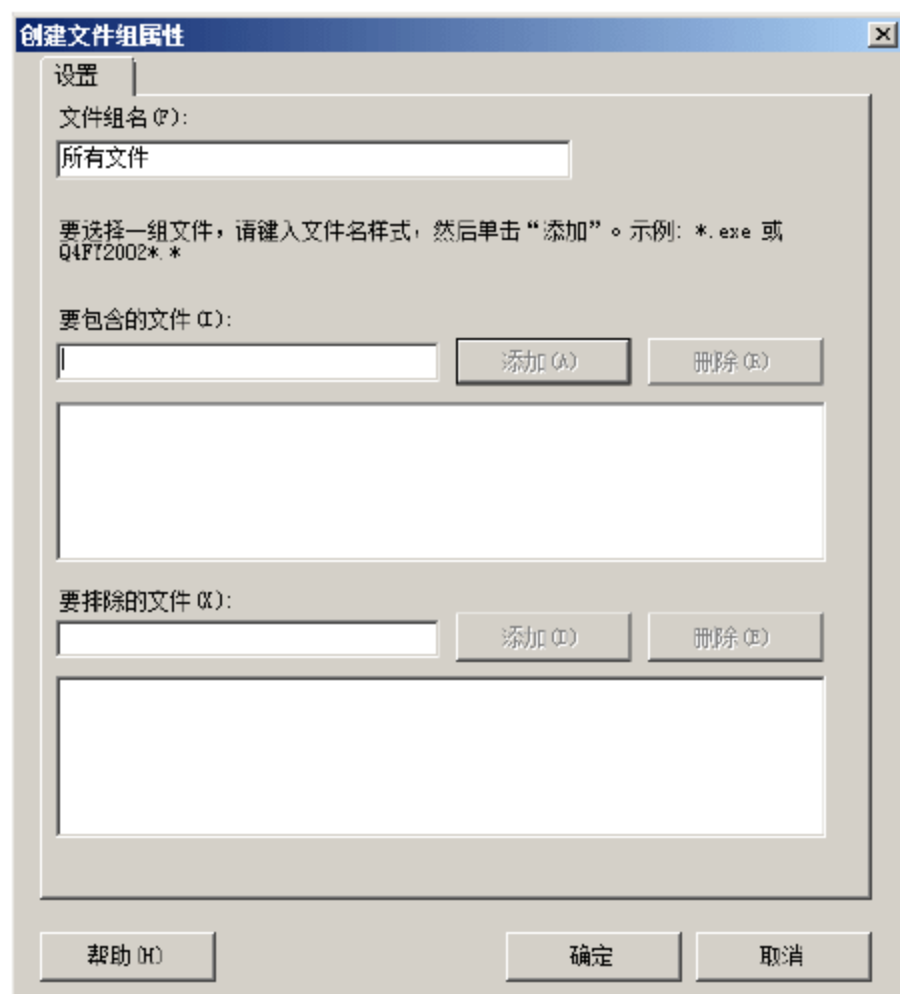 创建文件组属性
设置
文件组名(F):
所有文件
要选择一组文件，请键入文件名样式，然后单击“添加”。示例: *.exe 或
Q4FY2002*.*
要包含的文件(I):
添加(A)
删除(R)
要排除的文件(X):
添加(D)
删除(E)
帮助(H)
确定
取消